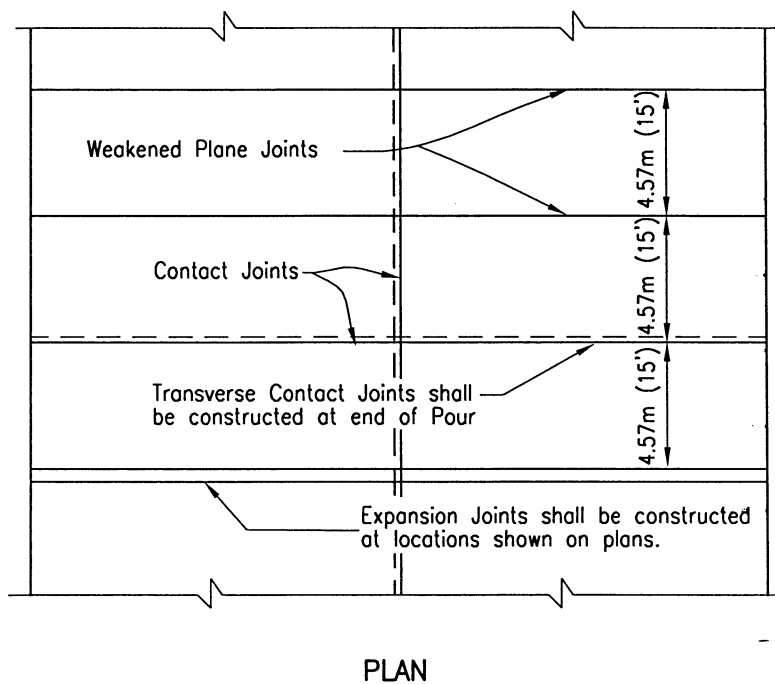 Weakened Plane Joints
4.57m (15')
Contact Joints
4.57m (15')
Transverse Contact Joints shall
be constructed at end of Pour
4.57m (15')
Expansion Joints shall be constructed
at locations shown on plans.
PLAN